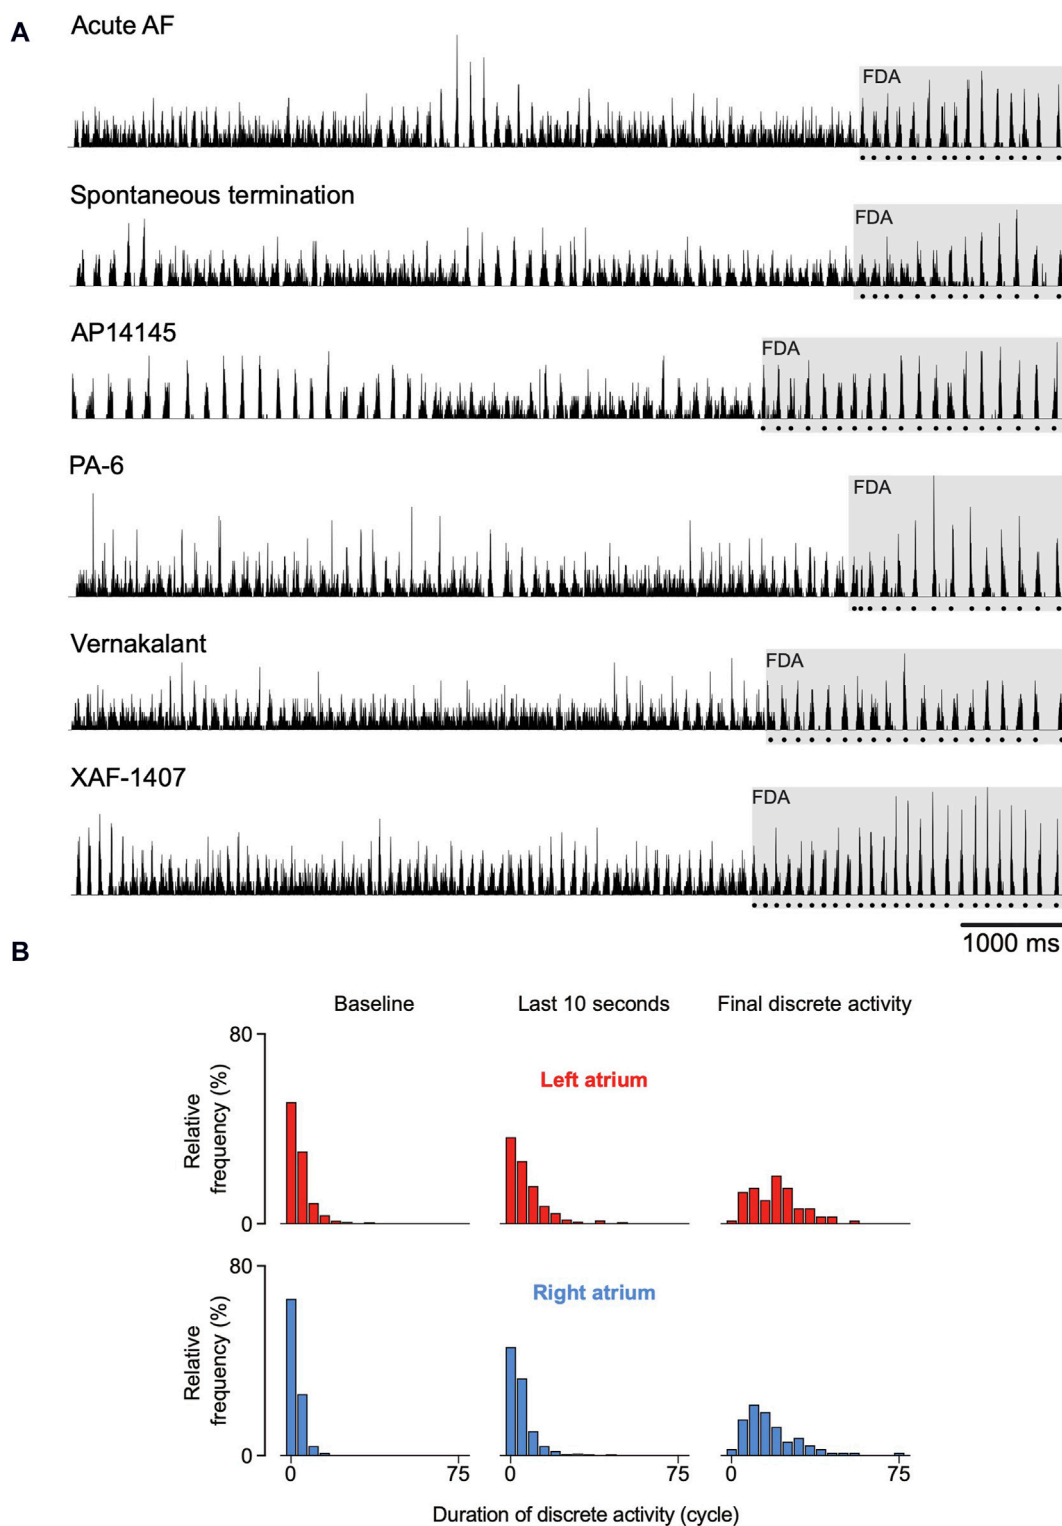 A
Acute AF
FDA
Spontaneous termination
FDA
AP14145
FDA
PA-6
FDA
Vernakalant
FDA
XAF-1407
FDA
1000 ms
B
Baseline
Last 10 seconds
Final discrete activity
80
Relative
frequency (%)
0
Left atrium
80
Relative
frequency (%)
0
Right atrium
0
75
0
75
0
75
Duration of discrete activity (cycle)